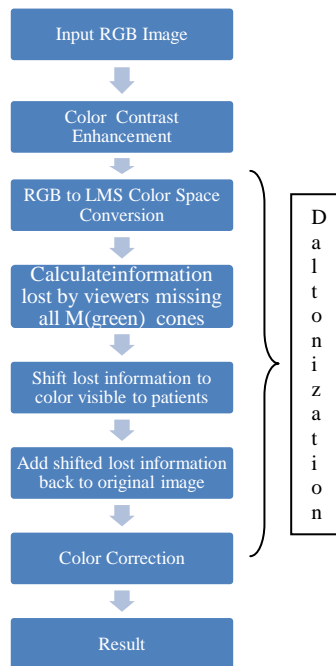 Input RGB Image
Color Contrast
Enhancement
RGB to LMS Color Space
Conversion
Calculateinformation
lost by viewers missing
all M(green) cones
Shift lost information to
color visible to patients
Add shifted lost information
back to original image
Color Correction
Result
D
a
l
t
o
n
i
z
a
t
i
o
n